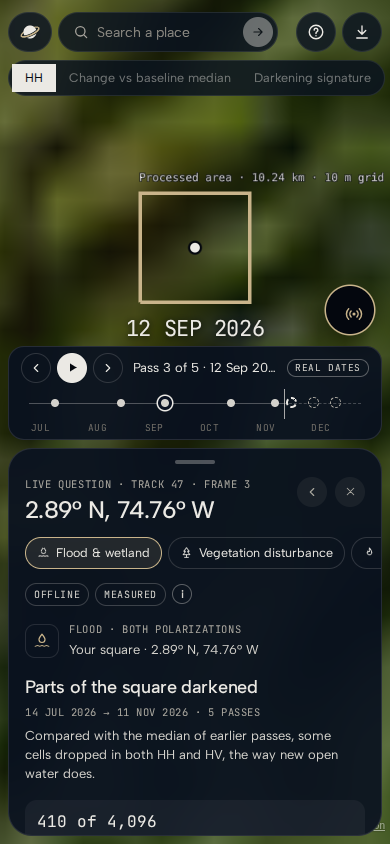 Search a place
HH
Change vs baseline median
Darkening signature
Processed area · 10.24 km · 10 m grid
12 SEP 2026
Pass 3 of 5 · 12 Sep 20…
REAL DATES
JUL AUG SEP OCT NOV DEC
LIVE QUESTION · TRACK 47 · FRAME 3
2.89° N, 74.76° W
Flood & wetland
Vegetation disturbance
OFFLINE
MEASURED
FLOOD · BOTH POLARIZATIONS
Your square · 2.89° N, 74.76° W
Parts of the square darkened
14 JUL 2026 → 11 NOV 2026 · 5 PASSES
Compared with the median of earlier passes, some
cells dropped in both HH and HV, the way new open
water does.
410 of 4,096